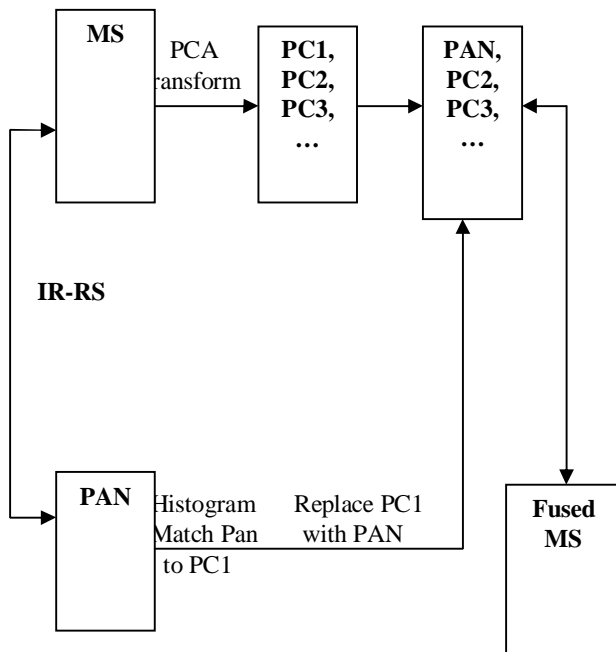 MS
PCA
ransform
PC1,
PC2,
PC3,
…
PAN,
PC2,
PC3,
…
IR-RS
PAN
Histogram
Match Pan
to PC1
Replace PC1
with PAN
Fused
MS